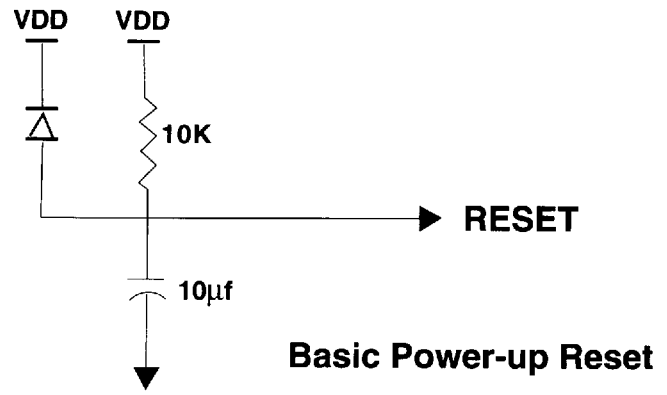 VDD
VDD
10K
RESET
10µf
Basic Power-up Reset